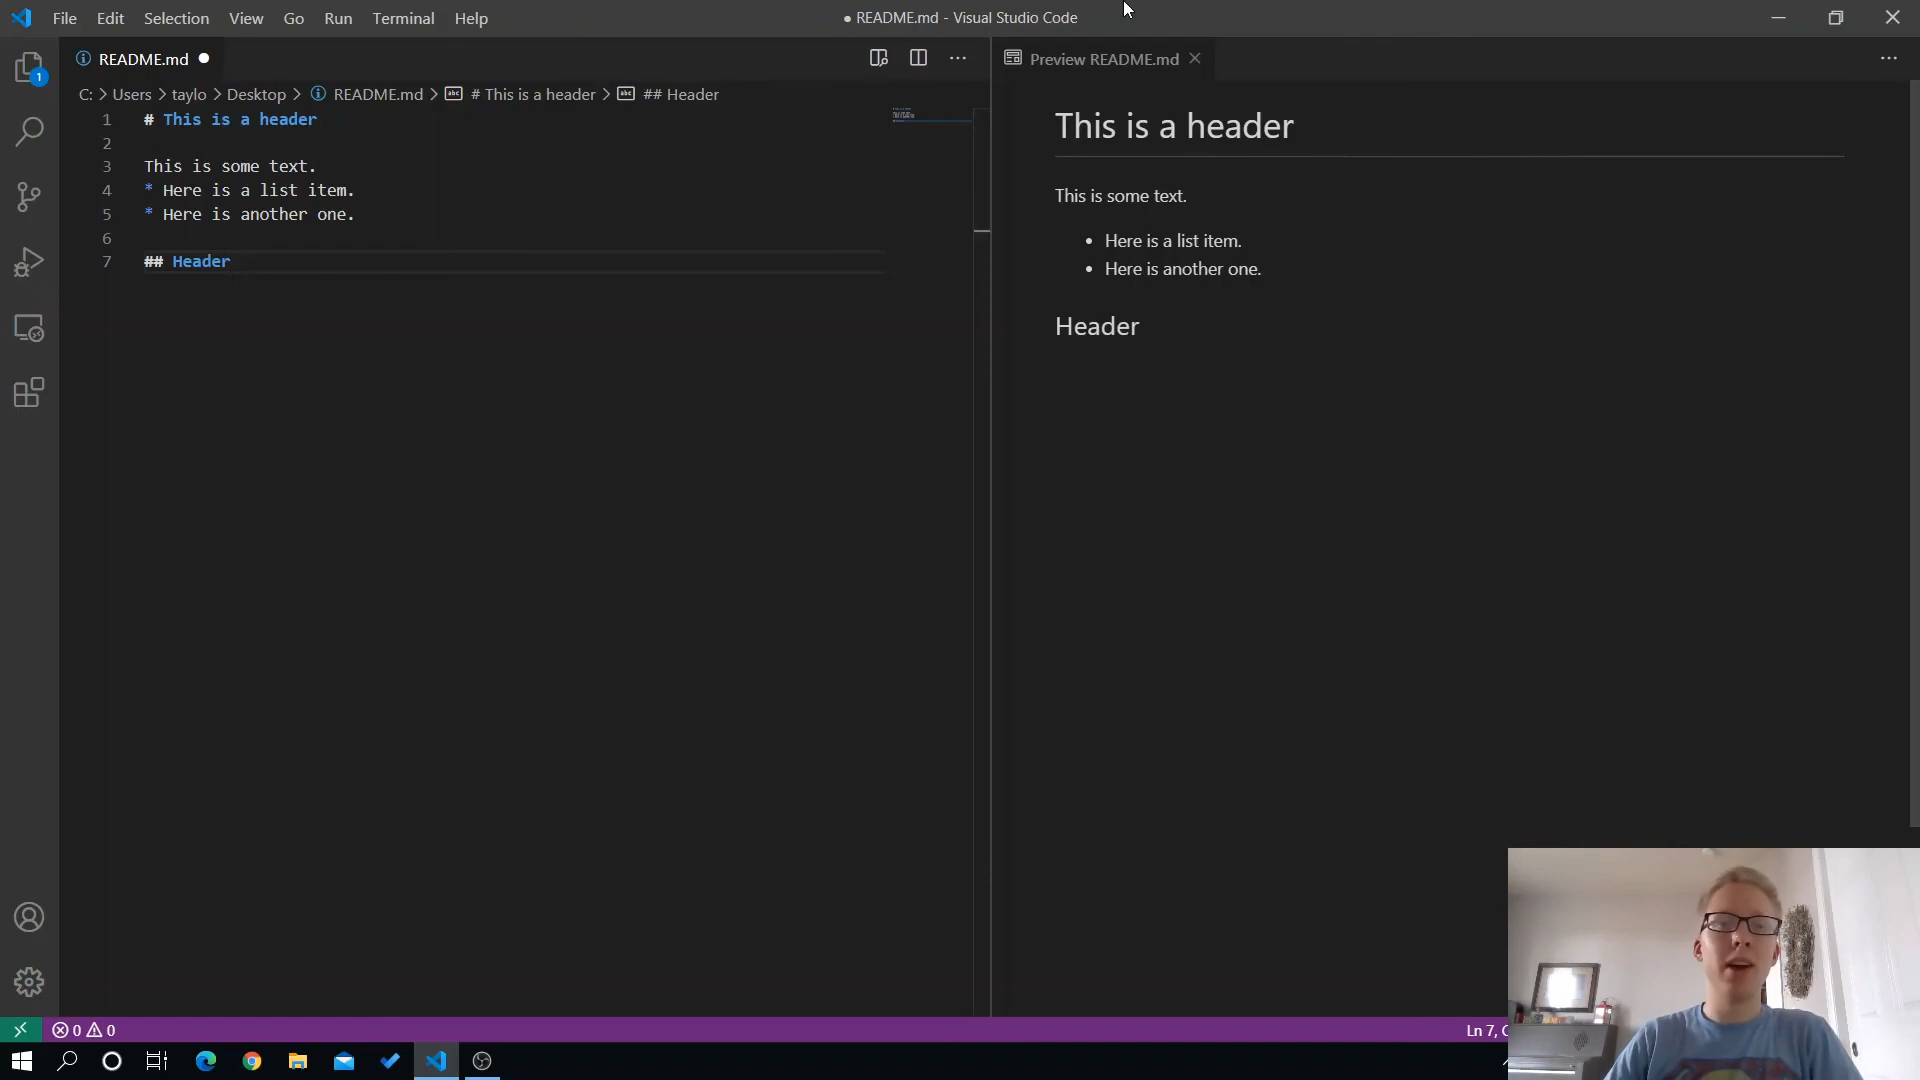 File Edit Selection View Go Run Terminal Help
● README.md - Visual Studio Code
1
README.md
Preview README.md
C: > Users > taylo > Desktop > README.md > # This is a header > ## Header
1 # This is a header
2
3 This is some text.
4 * Here is a list item.
5 * Here is another one.
6
7 ## Header
This is a header
This is some text.
• Here is a list item.
• Here is another one.
Header
0 0
Ln 7,